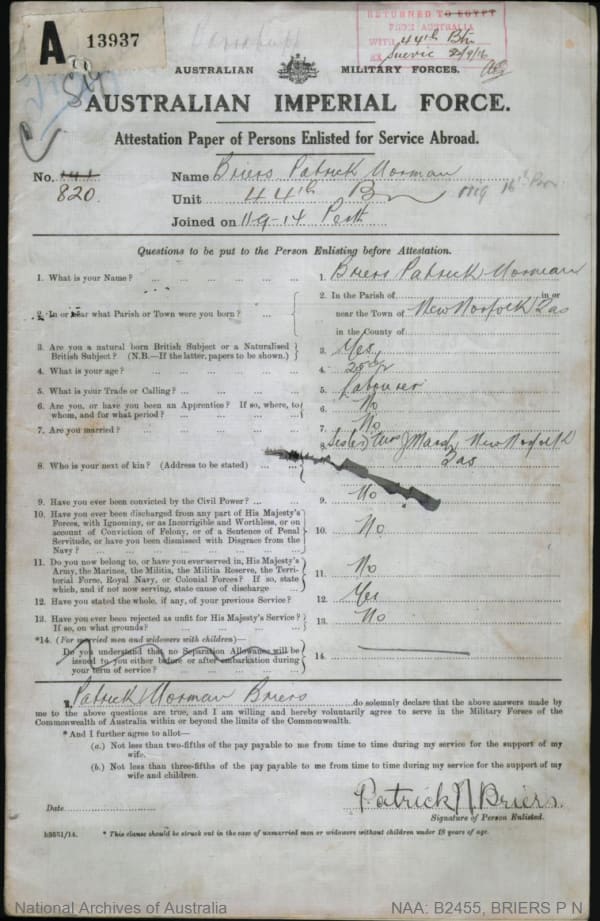 A 13937
RETURNED TO EGYPT
FROM AUSTRALIA
WITH 44th Btn
Suevic 2/9/16
AUSTRALIAN MILITARY FORCES.
AUSTRALIAN IMPERIAL FORCE.
Attestation Paper of Persons Enlisted for Service Abroad.
No. 141 Name Briers Patrick Norman
820. Unit 44th Bn
Joined on 11-9-14 Perth
Questions to be put to the Person Enlisting before Attestation.
1. What is your Name? ... 1. Briers Patrick Norman
2. In or near what Parish or Town were you born? ... 2. In the Parish of in or
near the Town of New Norfolk Tas
in the County of
3. Are you a natural born British Subject or a Naturalised
British Subject? (N.B.—If the latter, papers to be shown.) 3. Yes
4. What is your age? ... 4.
5. What is your Trade or Calling? ... 5. Labourer
6. Are you, or have you been an Apprentice? If so, where, to
whom, and for what period? ... 6. No
7. Are you married? ... 7. No
8. Who is your next of kin? (Address to be stated) ... 8. Sister J Marsh New Norfolk
Tas
9. Have you ever been convicted by the Civil Power? ... 9. No
10. Have you ever been discharged from any part of His Majesty's
Forces, with Ignominy, or as Incorrigible and Worthless, or on
account of Conviction of Felony, or of a Sentence of Penal
Servitude, or have you been dismissed with Disgrace from the
Navy? ... 10. No
11. Do you now belong to, or have you ever served in, His Majesty's
Army, the Marines, the Militia, the Militia Reserve, the Terri-
torial Force, Royal Navy, or Colonial Forces? If so, state
which, and if not now serving, state cause of discharge ... 11. No
12. Have you stated the whole, if any, of your previous Service? 12. Yes
13. Have you ever been rejected as unfit for His Majesty's Service?
If so, on what grounds? ... 13. No
*14. (For married men and widowers with children)—
Do you understand that no Separation Allowance will be
issued to you either before or after embarkation during
your term of service? 14.
I, Patrick Norman Briers do solemnly declare that the above answers made by
me to the above questions are true, and I am willing and hereby voluntarily agree to serve in the Military Forces of the
Commonwealth of Australia within or beyond the limits of the Commonwealth.
* And I further agree to allot—
(a.) Not less than two-fifths of the pay payable to me from time to time during my service for the support of my
wife.
(b.) Not less than three-fifths of the pay payable to me from time to time during my service for the support of my
wife and children.
Patrick N. Briers.
Date Signature of Person Enlisted.
* This clause should be struck out in the case of unmarried men or widowers without children under 18 years of age.
National Archives of Australia NAA: B2455, BRIERS P N